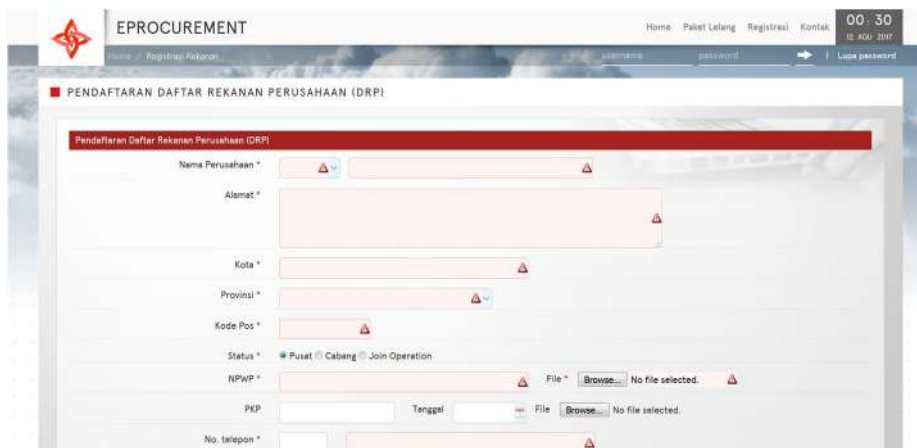 EPROCUREMENT
Home Paket Lelang Registrasi Kontak
00 : 30
12 AGU 2017
Home / Registrasi Rekanan
username password | Lupa password
PENDAFTARAN DAFTAR REKANAN PERUSAHAAN (DRP)
Pendaftaran Daftar Rekanan Perusahaan (DRP)
Nama Perusahaan *
Alamat *
Kota *
Provinsi *
Kode Pos *
Status * Pusat Cabang Join Operation
NPWP * File * Browse... No file selected.
PKP Tanggal File Browse... No file selected.
No. telepon *